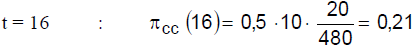 t = 16 : π_CC (16) = 0,5 ⋅ 10 ⋅ 20/480 = 0,21